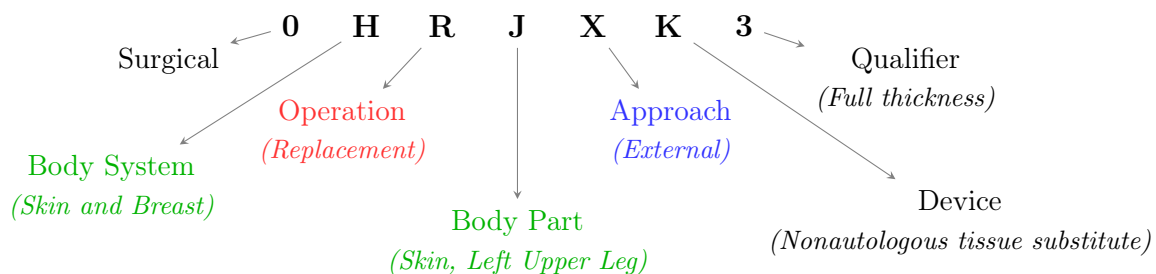 0 H R J X K 3
Surgical
Qualifier
(Full thickness)
Operation
(Replacement)
Approach
(External)
Body System
(Skin and Breast)
Device
(Nonautologous tissue substitute)
Body Part
(Skin, Left Upper Leg)